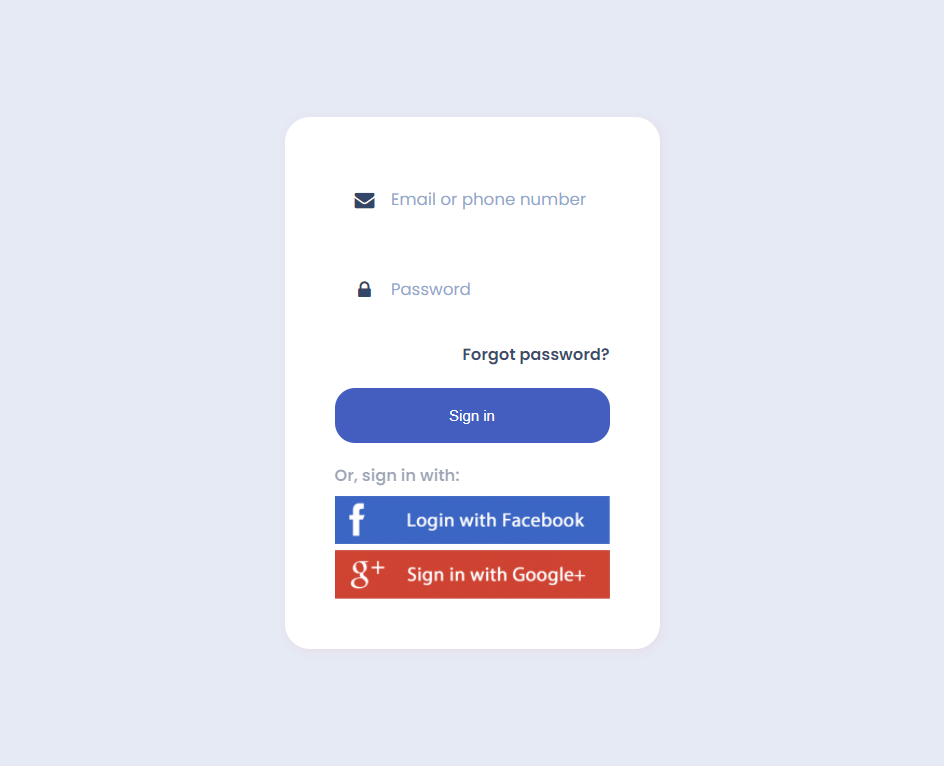 Email or phone number
Password
Forgot password?
Sign in
Or, sign in with:
f Login with Facebook
g+ Sign in with Google+